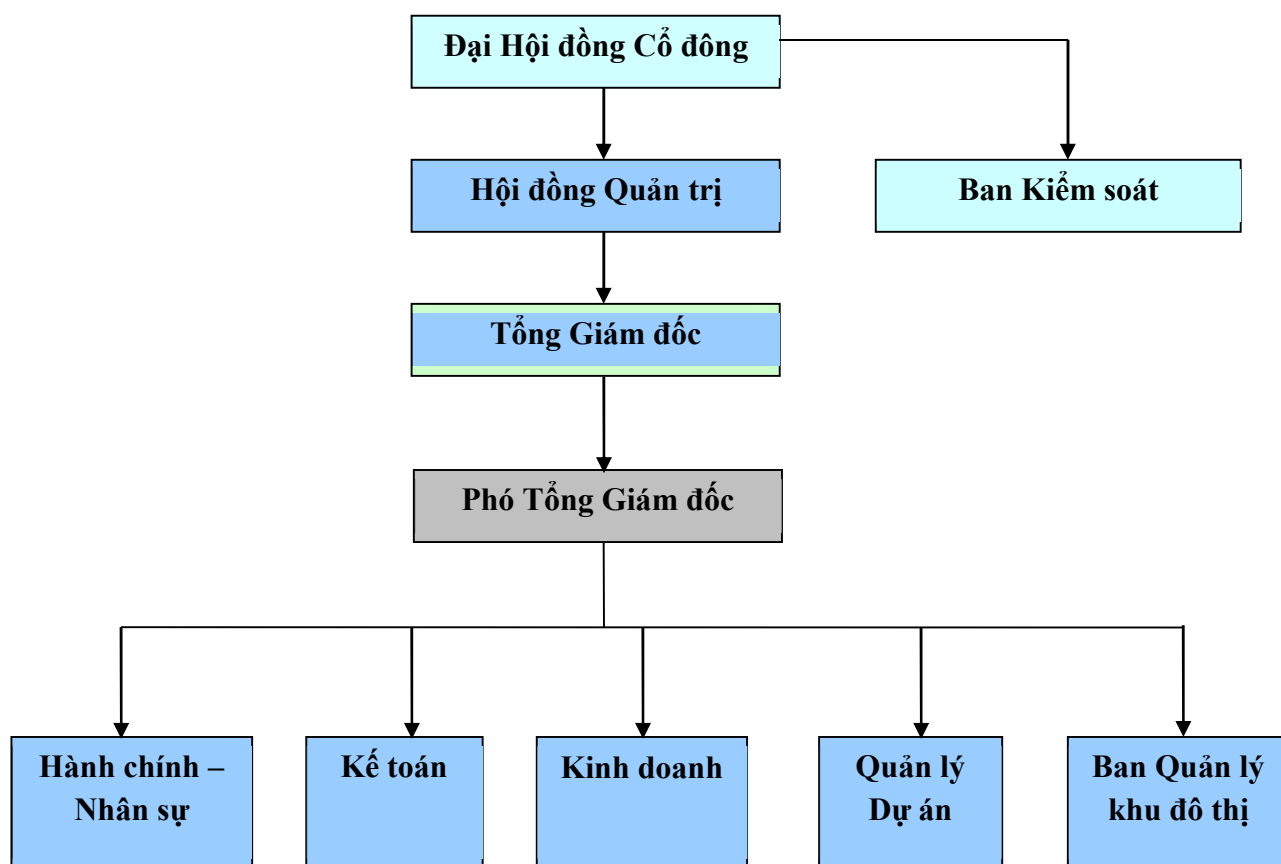 Đại Hội đồng Cổ đông
Hội đồng Quản trị
Ban Kiểm soát
Tổng Giám đốc
Phó Tổng Giám đốc
Hành chính –
Nhân sự
Kế toán
Kinh doanh
Quản lý
Dự án
Ban Quản lý
khu đô thị